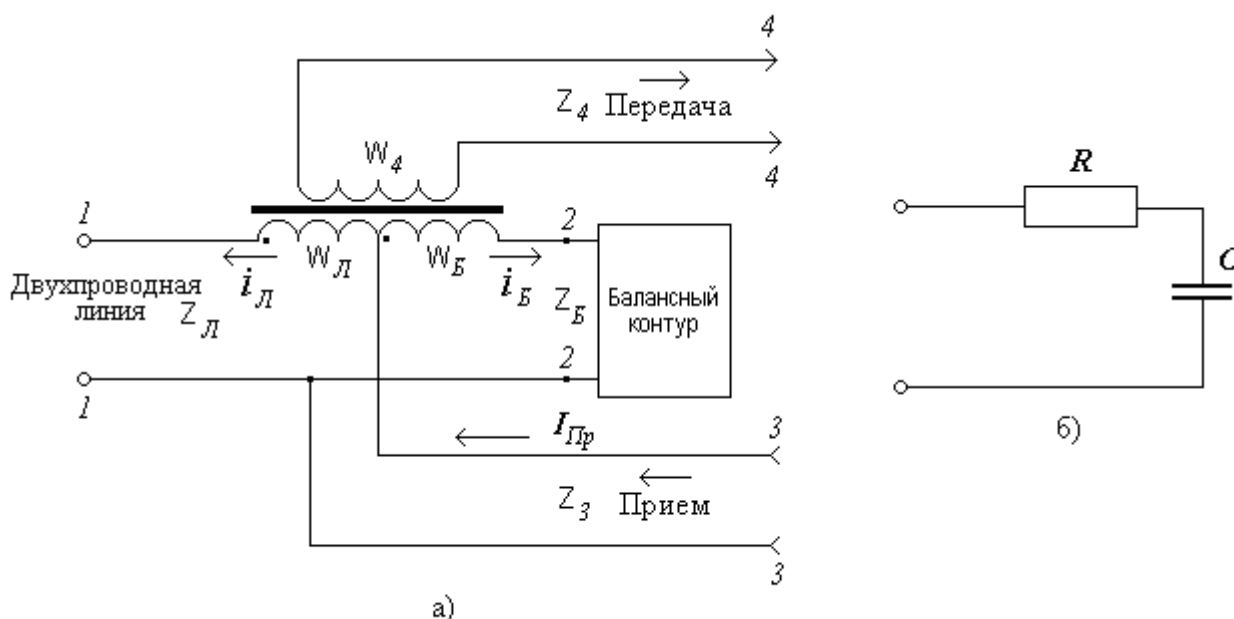 4
Z4 Передача
W4
4
1
WЛ WБ
2
iЛ iБ
Двухпроводная
линия ZЛ
ZБ
Балансный
контур
2
1
IПр
3
Z3 Прием
3
а)
R
C
б)